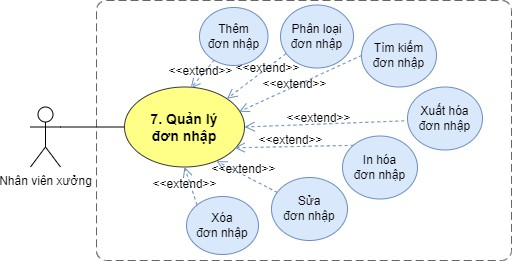 Thêm
đơn nhập
Phân loại
đơn nhập
Tìm kiếm
đơn nhập
<<extend>>
<<extend>>
<<extend>>
7. Quản lý
đơn nhập
Xuất hóa
đơn nhập
<<extend>>
<<extend>>
In hóa
đơn nhập
Nhân viên xưởng
<<extend>>
<<extend>>
Sửa
đơn nhập
Xóa
đơn nhập